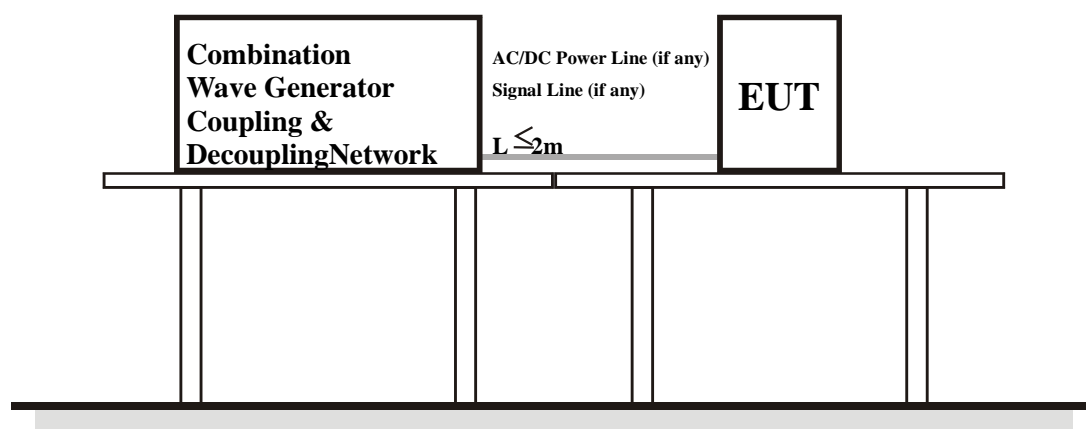 Combination
Wave Generator
Coupling &
DecouplingNetwork
AC/DC Power Line (if any)
Signal Line (if any)
L ≤2m
EUT